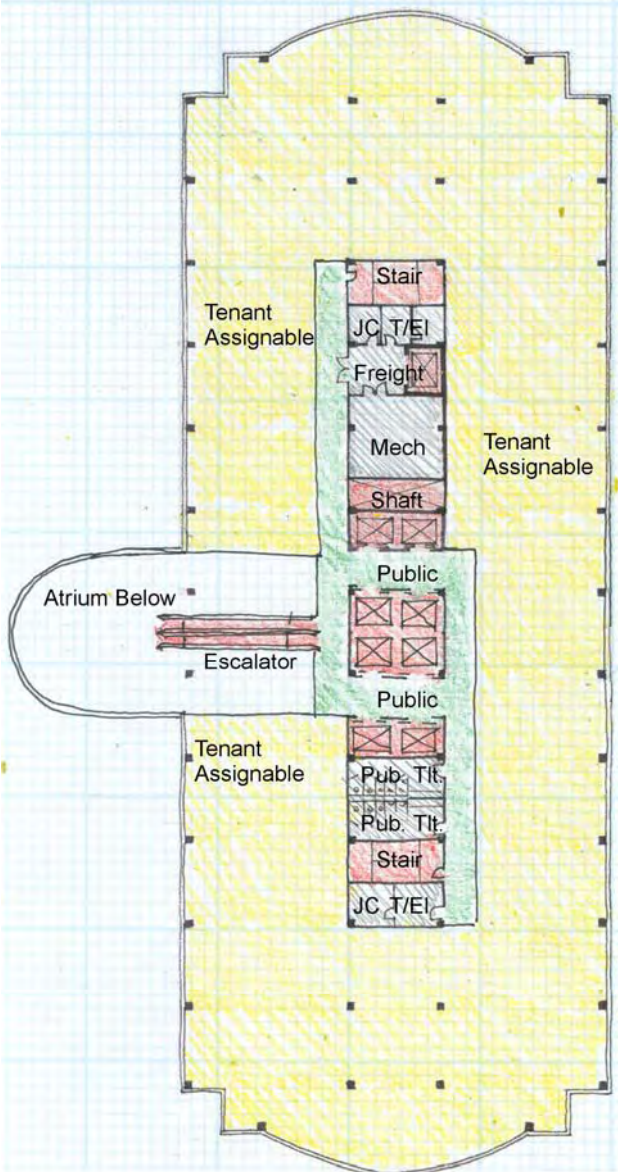 Stair
Tenant
Assignable
JC T/El
Freight
Mech
Tenant
Assignable
Shaft
Public
Atrium Below
Escalator
Public
Tenant
Assignable
Pub. Tlt.
Pub. Tlt.
Stair
JC T/El